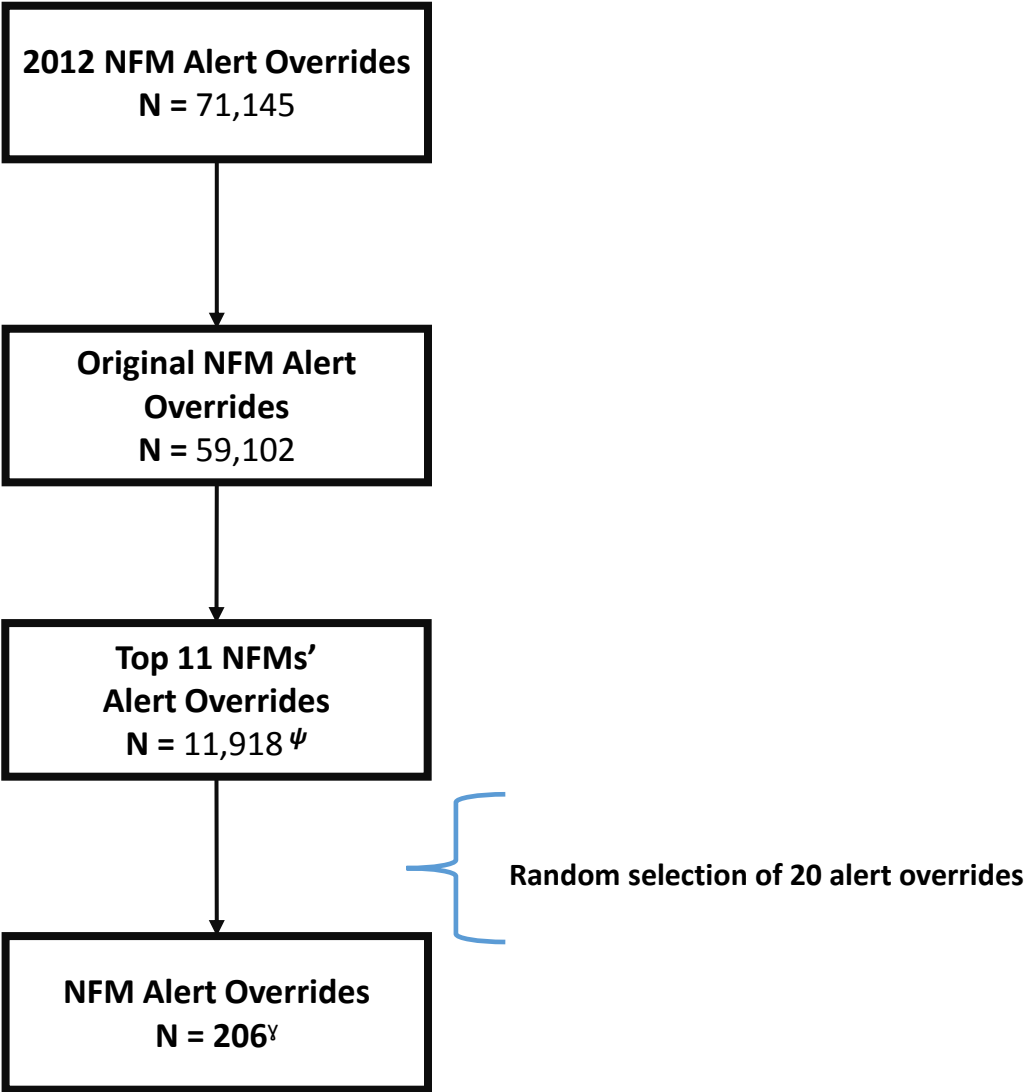 2012 NFM Alert Overrides
N = 71,145
Original NFM Alert
Overrides
N = 59,102
Top 11 NFMs’
Alert Overrides
N = 11,918 ψ
Random selection of 20 alert overrides
NFM Alert Overrides
N = 206ɣ